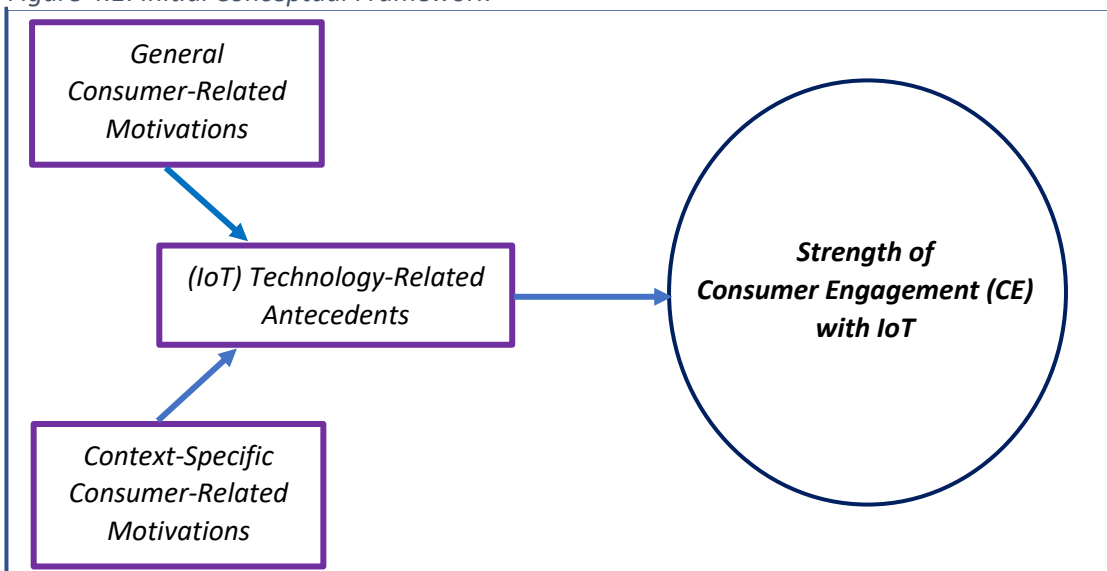 General
Consumer-Related
Motivations
(IoT) Technology-Related
Antecedents
Strength of
Consumer Engagement (CE)
with IoT
Context-Specific
Consumer-Related
Motivations